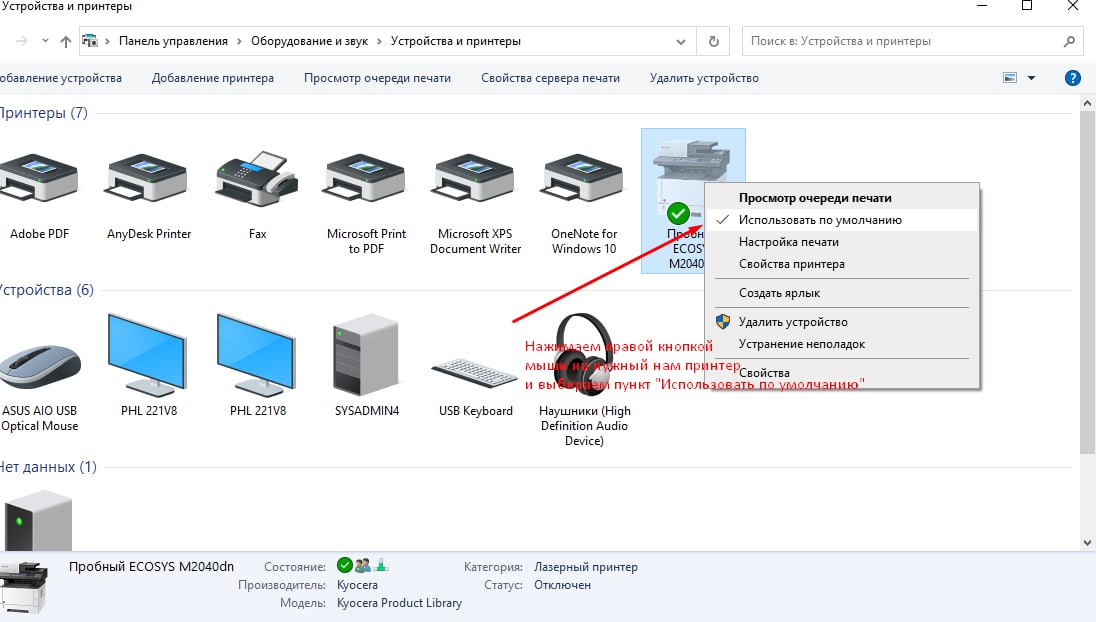 Устройства и принтеры
Панель управления › Оборудование и звук › Устройства и принтеры
Поиск в: Устройства и принтеры
обавление устройства Добавление принтера Просмотр очереди печати Свойства сервера печати Удалить устройство
?
Принтеры (7)
Adobe PDF
AnyDesk Printer
Fax
Microsoft Print
to PDF
Microsoft XPS
Document Writer
OneNote for
Windows 10
Пробн
ECOSY
M2040
Просмотр очереди печати
Использовать по умолчанию
Настройка печати
Свойства принтера
Создать ярлык
Удалить устройство
Устранение неполадок
Свойства
Нажимаем правой кнопкой
мыши на нужный нам принтер
и выбираем пункт "Использовать по умолчанию"
Устройства (6)
ASUS AIO USB
Optical Mouse
PHL 221V8
PHL 221V8
SYSADMIN4
USB Keyboard
Наушники (High
Definition Audio
Device)
Нет данных (1)
Пробный ECOSYS M2040dn
Состояние:
Производитель: Kyocera
Модель: Kyocera Product Library
Категория: Лазерный принтер
Статус: Отключен